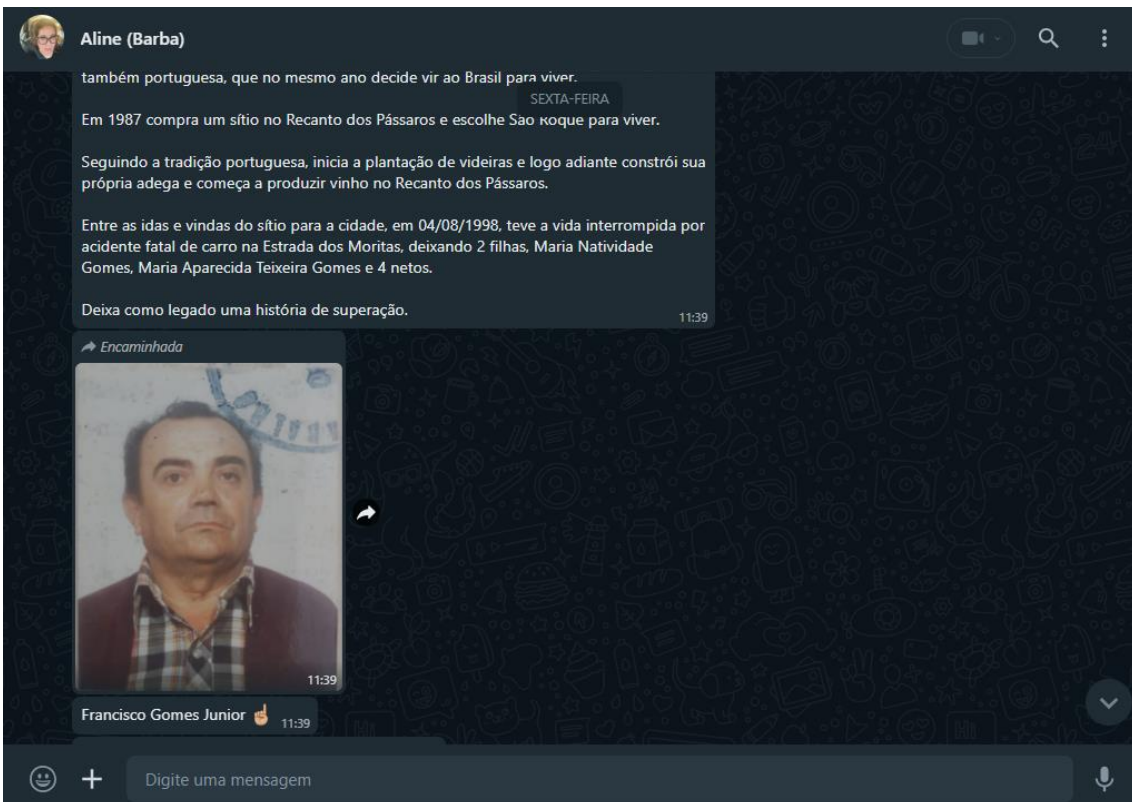 Aline (Barba)
também portuguesa, que no mesmo ano decide vir ao Brasil para viver.
SEXTA-FEIRA
Em 1987 compra um sítio no Recanto dos Pássaros e escolhe São Roque para viver.
Seguindo a tradição portuguesa, inicia a plantação de videiras e logo adiante constrói sua
própria adega e começa a produzir vinho no Recanto dos Pássaros.
Entre as idas e vindas do sítio para a cidade, em 04/08/1998, teve a vida interrompida por
acidente fatal de carro na Estrada dos Moritas, deixando 2 filhas, Maria Natividade
Gomes, Maria Aparecida Teixeira Gomes e 4 netos.
Deixa como legado uma história de superação.
11:39
Encaminhada
11:39
Francisco Gomes Junior ☝🏼 11:39
Digite uma mensagem